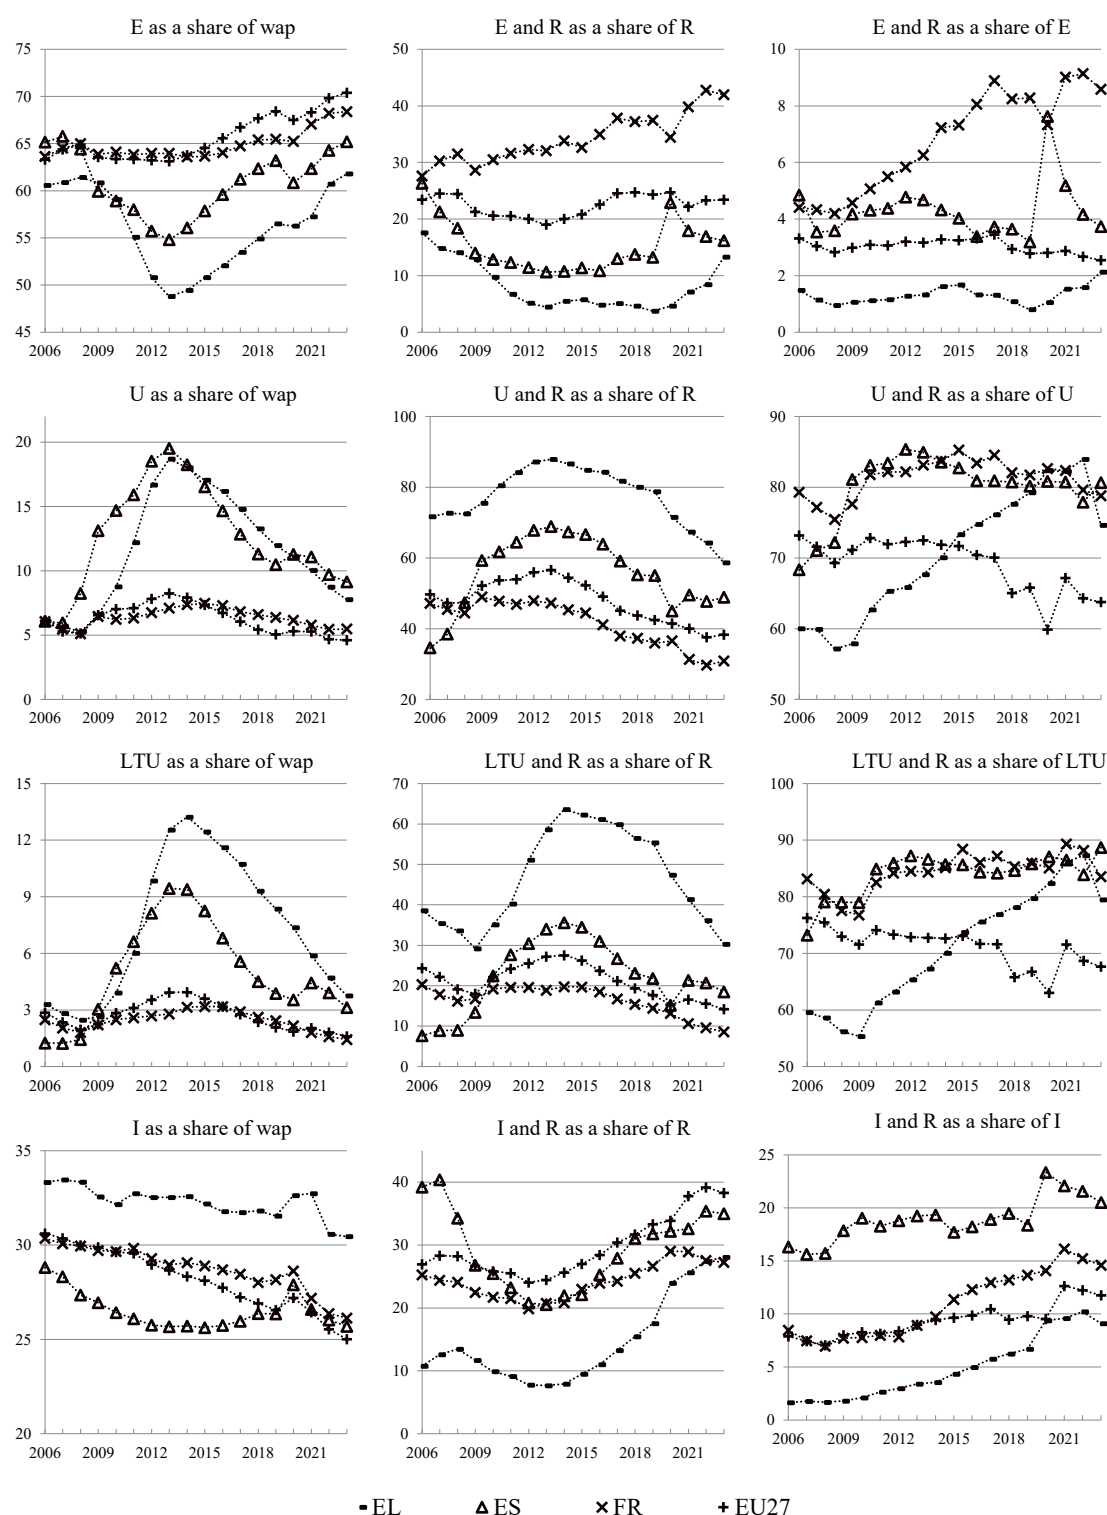 E as a share of wap
E and R as a share of R
E and R as a share of E
75
70
65
60
55
50
45
2006 2009 2012 2015 2018 2021
50
40
30
20
10
0
2006 2009 2012 2015 2018 2021
10
8
6
4
2
0
2006 2009 2012 2015 2018 2021
U as a share of wap
U and R as a share of R
U and R as a share of U
20
15
10
5
0
2006 2009 2012 2015 2018 2021
100
80
60
40
20
2006 2009 2012 2015 2018 2021
90
80
70
60
50
2006 2009 2012 2015 2018 2021
LTU as a share of wap
LTU and R as a share of R
LTU and R as a share of LTU
15
12
9
6
3
0
2006 2009 2012 2015 2018 2021
70
60
50
40
30
20
10
0
2006 2009 2012 2015 2018 2021
100
90
80
70
60
50
2006 2009 2012 2015 2018 2021
I as a share of wap
I and R as a share of R
I and R as a share of I
35
30
25
20
2006 2009 2012 2015 2018 2021
40
30
20
10
0
2006 2009 2012 2015 2018 2021
25
20
15
10
5
0
2006 2009 2012 2015 2018 2021
EL ES FR EU27